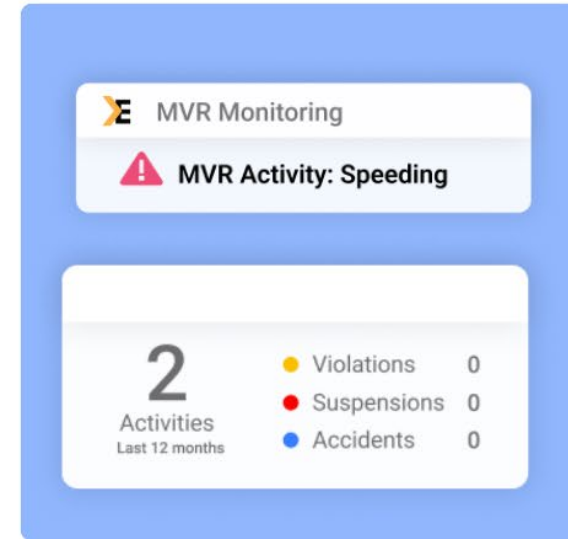 MVR Monitoring
MVR Activity: Speeding
2
Activities
Last 12 months
Violations 0
Suspensions 0
Accidents 0